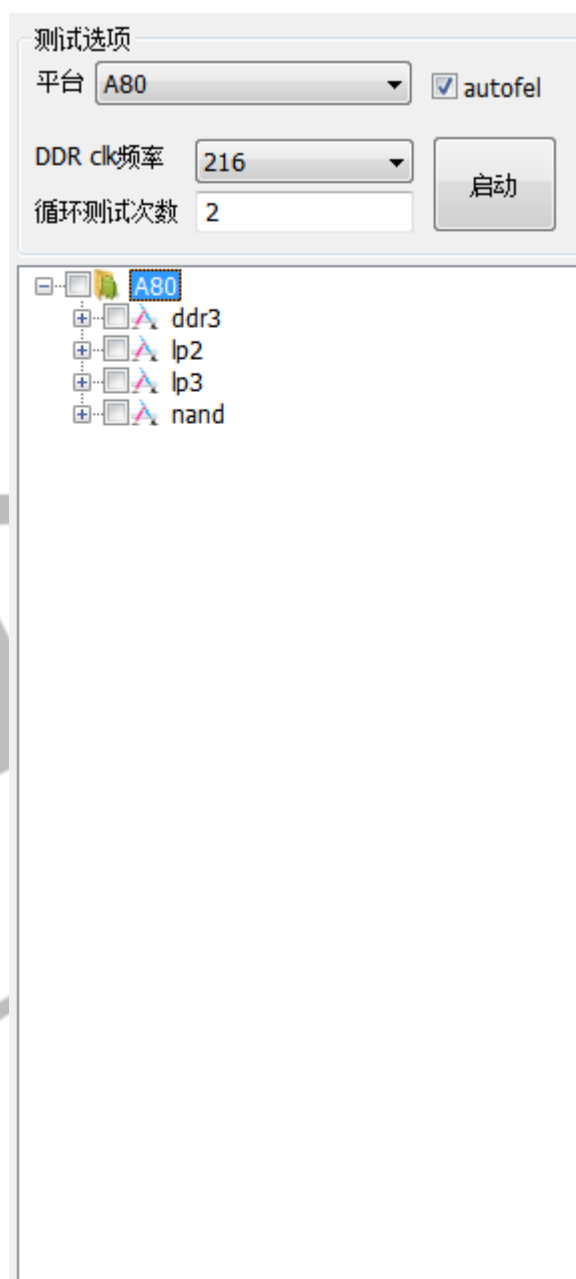 测试选项
平台 A80 autofel
DDR clk频率 216
启动
循环测试次数 2
A80
ddr3
lp2
lp3
nand